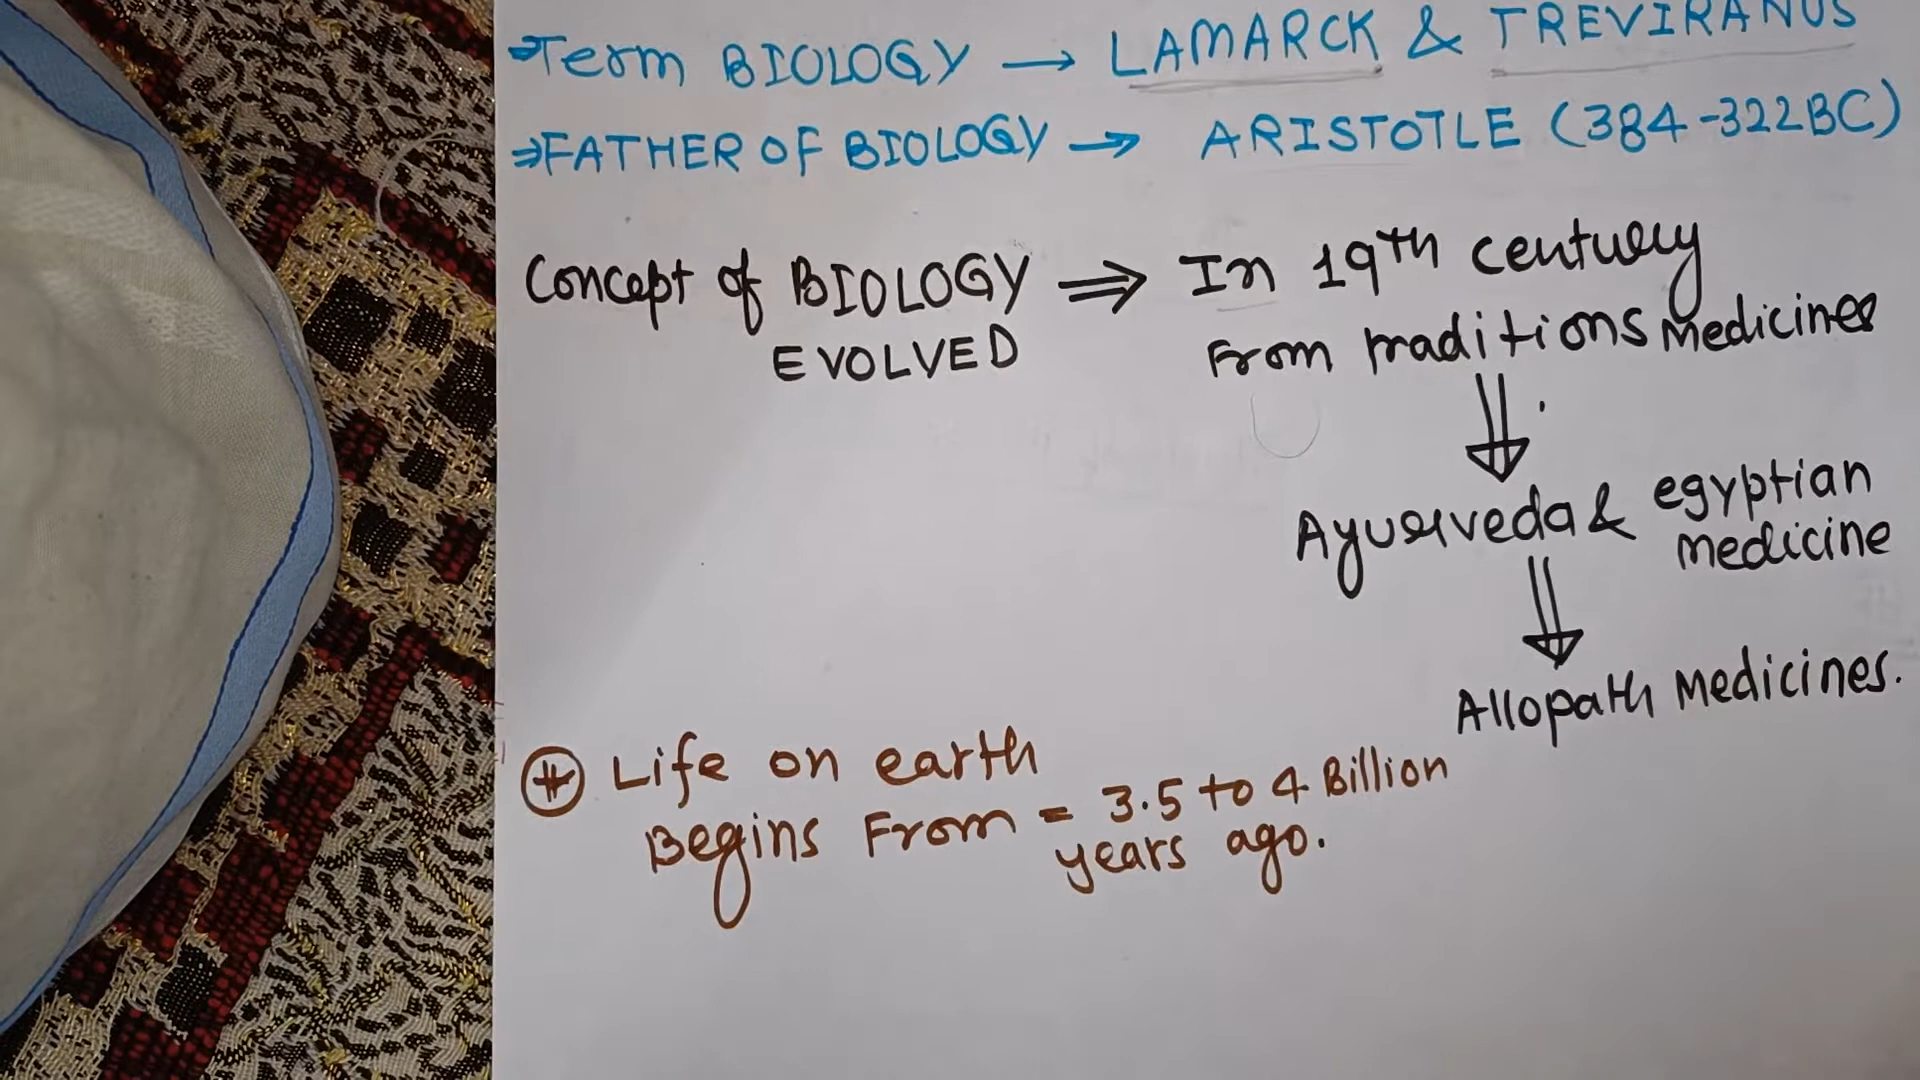 ⇒Term BIOLOGY → LAMARCK & TREVIRANUS
⇒FATHER OF BIOLOGY → ARISTOTLE (384-322BC)
Concept of BIOLOGY ⇒ In 19TH century
EVOLVED
From traditions Medicines
Ayurveda & egyptian
medicine
Allopath Medicines.
Life on earth
Begins From = 3.5 to 4 Billion
years ago.